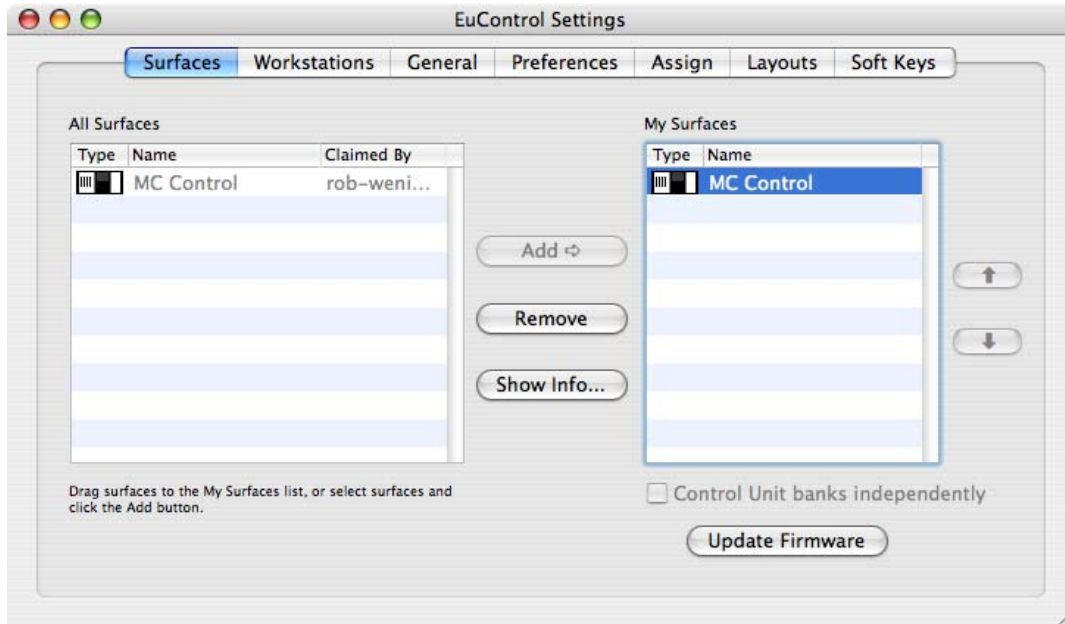 EuControl Settings
Surfaces Workstations General Preferences Assign Layouts Soft Keys
All Surfaces
My Surfaces
Type Name Claimed By
Type Name
MC Control rob-weni...
MC Control
Add ⇨
Remove
Show Info...
Drag surfaces to the My Surfaces list, or select surfaces and
click the Add button.
Control Unit banks independently
Update Firmware